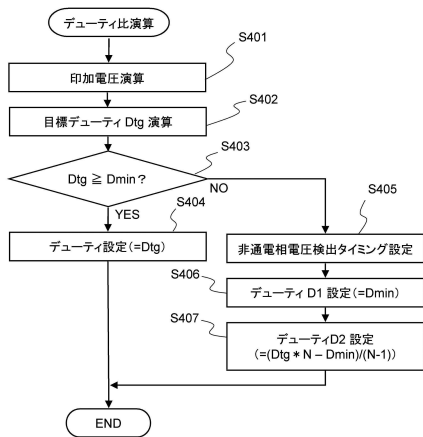 デューティ比演算
S401
印加電圧演算
S402
目標デューティ Dtg 演算
S403
Dtg ≧ Dmin？
NO
YES
S404
S405
デューティ設定(=Dtg)
非通電相電圧検出タイミング設定
S406
デューティ D1 設定(=Dmin)
S407
デューティD2 設定
(=(Dtg＊N－Dmin)/(N-1))
END